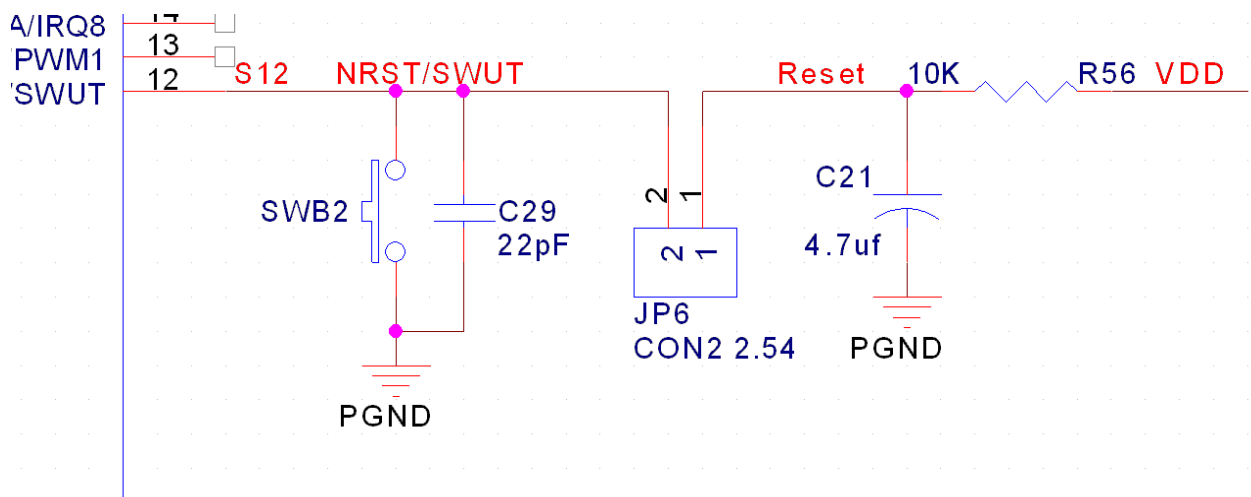 14
A/IRQ8
13
/PWM1
12 S12 NRST/SWUT Reset 10K R56 VDD
/SWUT
C21
2 1
SWB2 C29
22pF 4.7uf
2 1
JP6
CON2 2.54 PGND
PGND